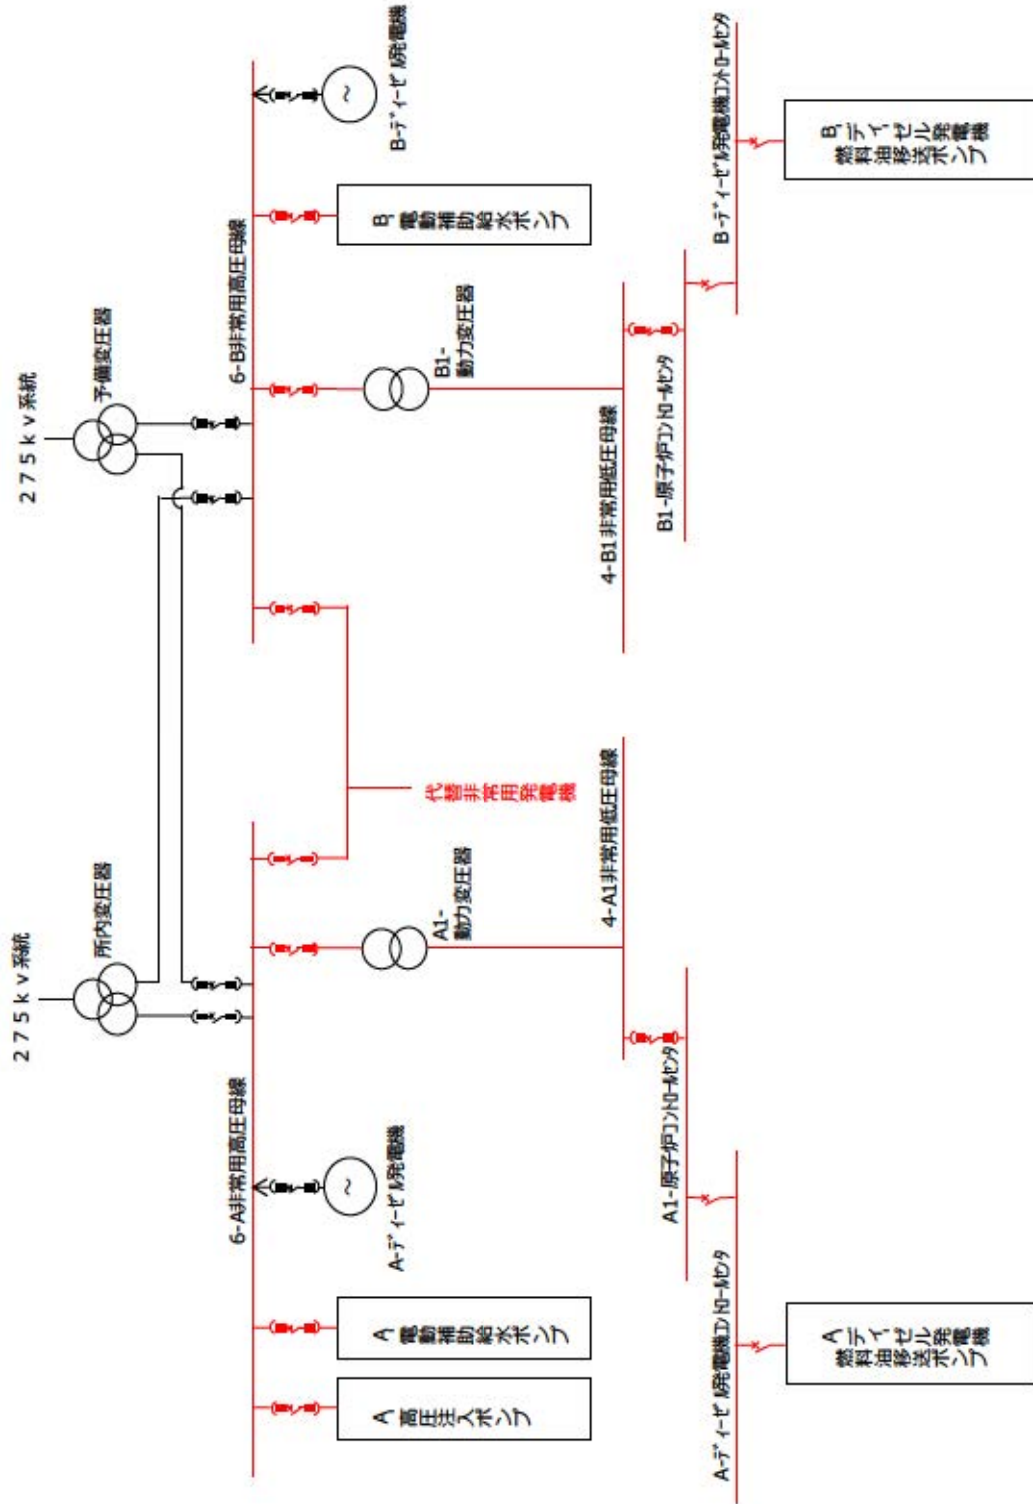 275kv系統
275kv系統
所内変圧器
予備変圧器
6-A非常用高圧母線
6-B非常用高圧母線
A-ディーゼル発電機
B-ディーゼル発電機
A-高圧注入ポンプ
A-電動補助給水ポンプ
B-電動補助給水ポンプ
代替非常用発電機
A1-
動力変圧器
B1-
動力変圧器
4-A1非常用低圧母線
4-B1非常用低圧母線
A1-原子炉コントロールセンタ
B1-原子炉コントロールセンタ
A-ディーゼル発電機コントロールセンタ
B-ディーゼル発電機コントロールセンタ
A-ディーゼル発電機
燃料油移送ポンプ
B-ディーゼル発電機
燃料油移送ポンプ